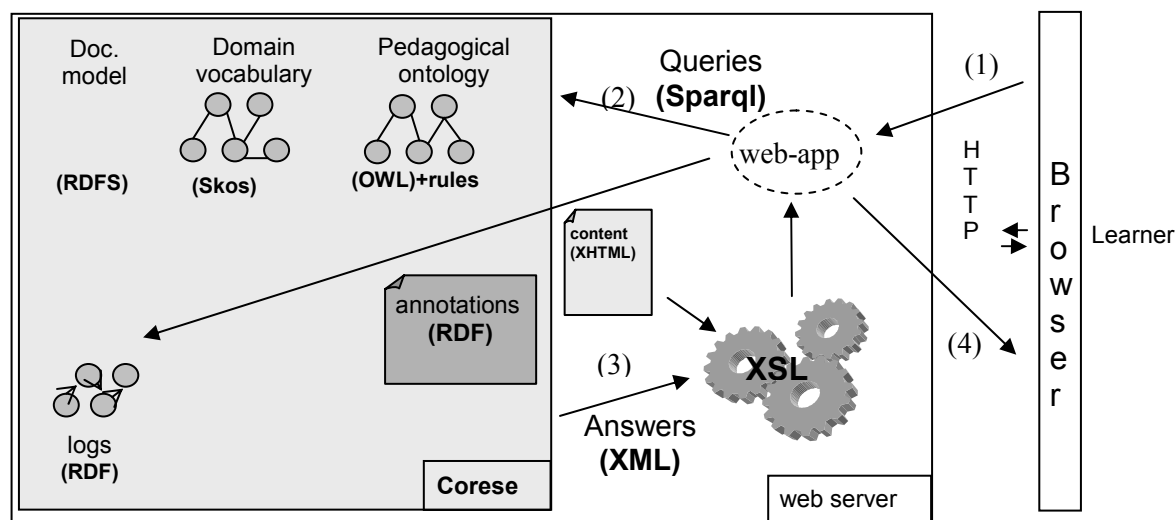 Doc.
model
(RDFS)
Domain
vocabulary
(Skos)
Pedagogical
ontology
(OWL)+rules
Queries
(Sparql)
(2)
(1)
web-app
H
T
T
P
B
r
o
w
s
e
r
Learner
content
(XHTML)
annotations
(RDF)
(3)
XSL
(4)
logs
(RDF)
Answers
(XML)
Corese
web server